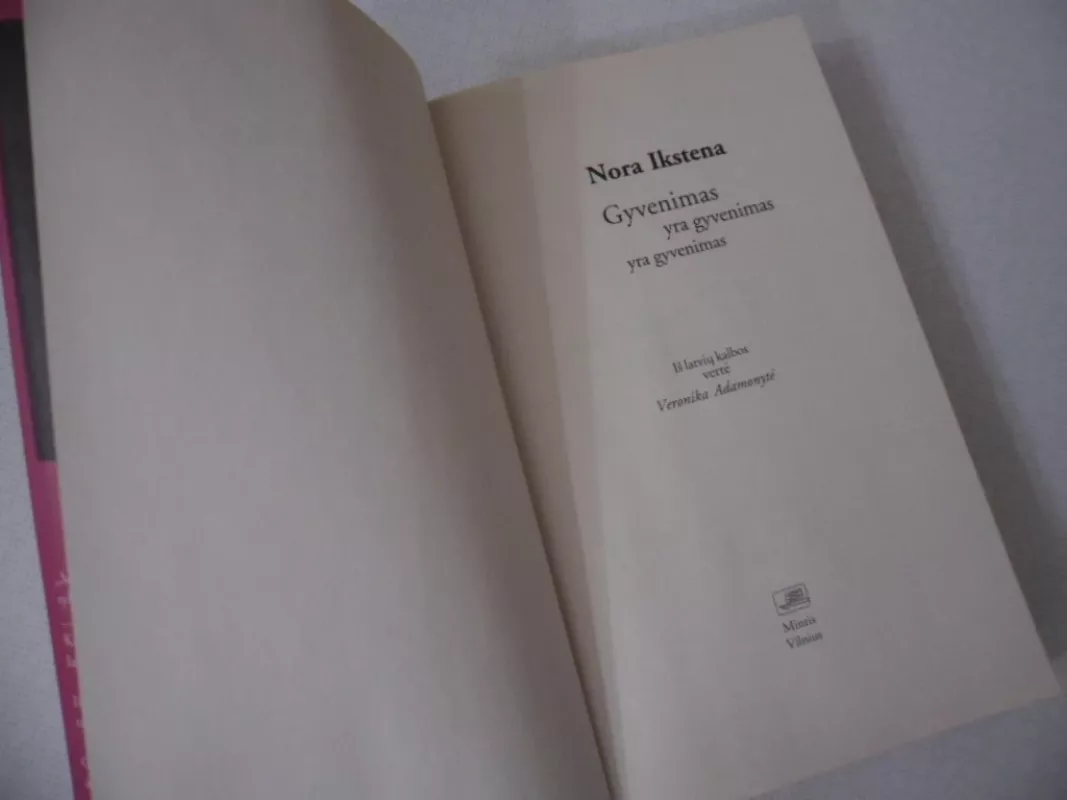 Nora Ikstena
Gyvenimas
yra gyvenimas
yra gyvenimas
Iš latvių kalbos
vertė
Veronika Adamonytė
Mintis
Vilnius